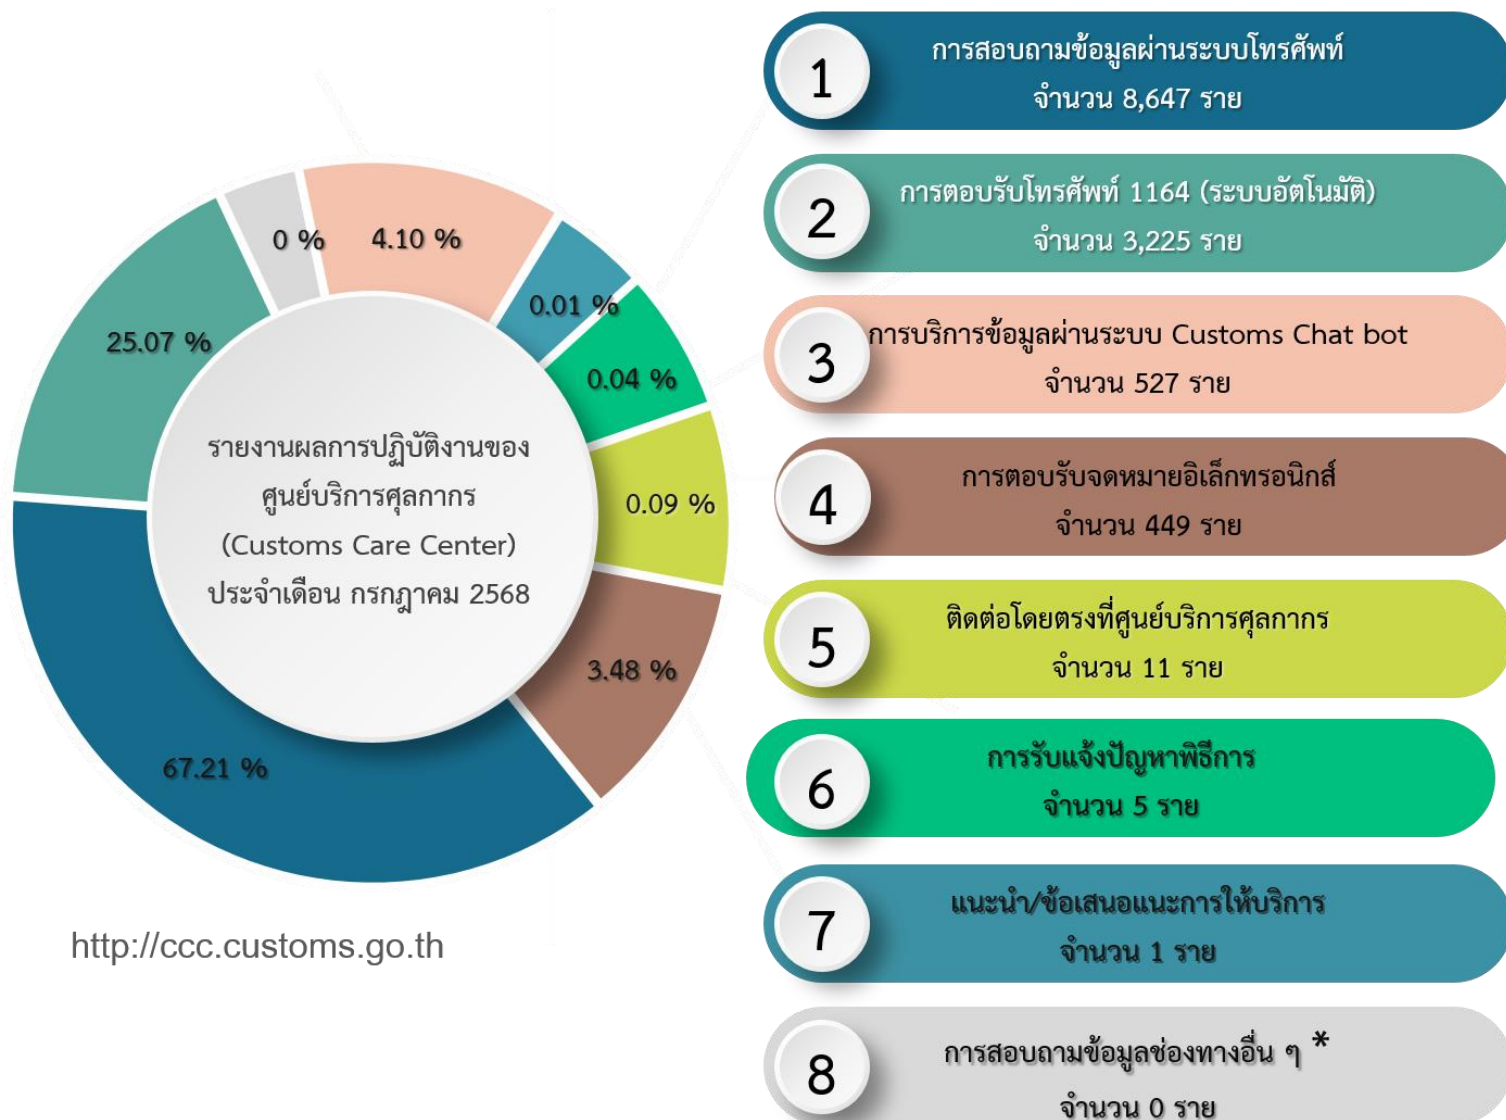 0 %
4.10 %
0.01 %
25.07 %
0.04 %
0.09 %
3.48 %
67.21 %
รายงานผลการปฏิบัติงานของ
ศูนย์บริการศุลกากร
(Customs Care Center)
ประจำเดือน กรกฎาคม 2568
http://ccc.customs.go.th
1
การสอบถามข้อมูลผ่านระบบโทรศัพท์
จำนวน 8,647 ราย
2
การตอบรับโทรศัพท์ 1164 (ระบบอัตโนมัติ)
จำนวน 3,225 ราย
3
การบริการข้อมูลผ่านระบบ Customs Chat bot
จำนวน 527 ราย
4
การตอบรับจดหมายอิเล็กทรอนิกส์
จำนวน 449 ราย
5
ติดต่อโดยตรงที่ศูนย์บริการศุลกากร
จำนวน 11 ราย
6
การรับแจ้งปัญหาพิธีการ
จำนวน 5 ราย
7
แนะนำ/ข้อเสนอแนะการให้บริการ
จำนวน 1 ราย
8
การสอบถามข้อมูลช่องทางอื่น ๆ *
จำนวน 0 ราย